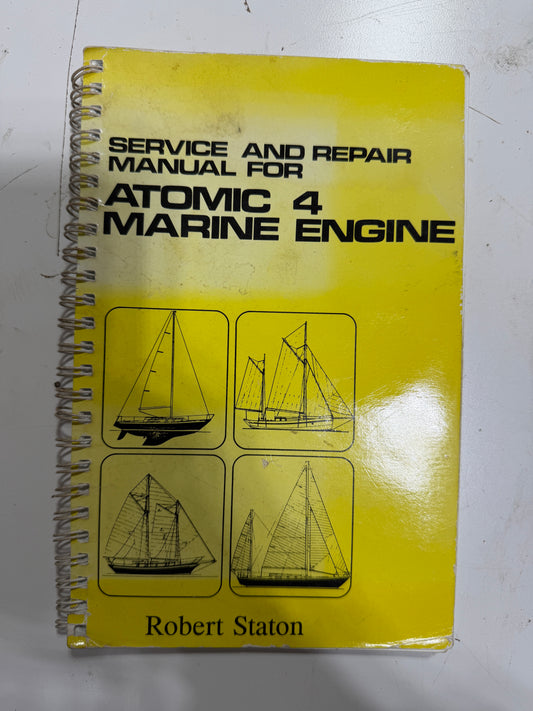 SERVICE AND REPAIR
MANUAL FOR
ATOMIC 4
MARINE ENGINE
Robert Staton